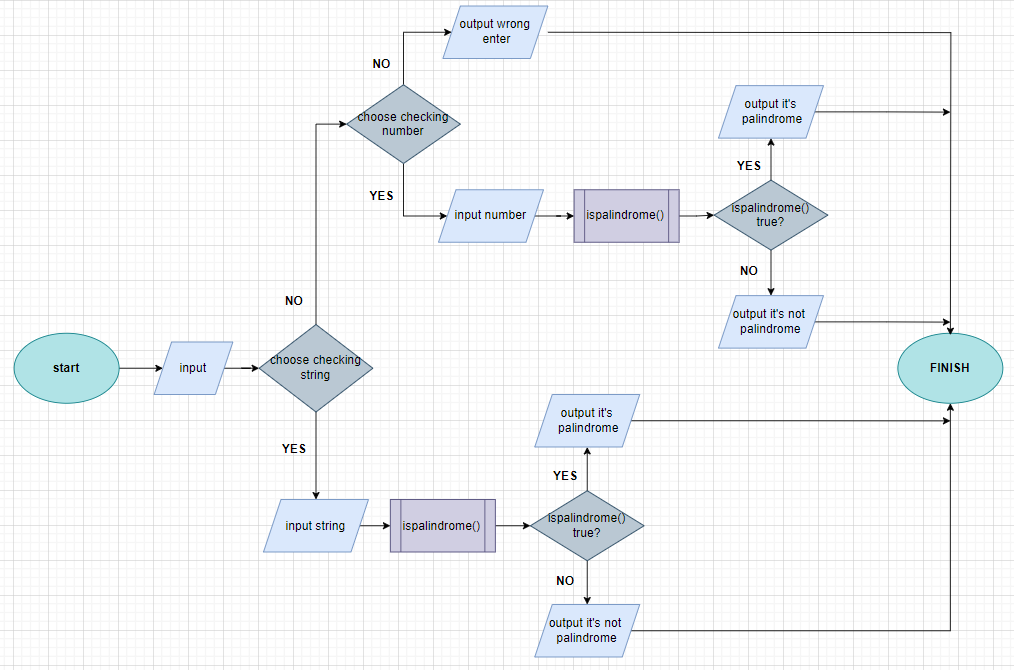 output wrong
enter
NO
choose checking
number
output it's
palindrome
YES
YES
input number
ispalindrome()
ispalindrome()
true?
NO
NO
output it's not
palindrome
start
input
choose checking
string
FINISH
output it's
palindrome
YES
YES
input string
ispalindrome()
ispalindrome()
true?
NO
output it's not
palindrome